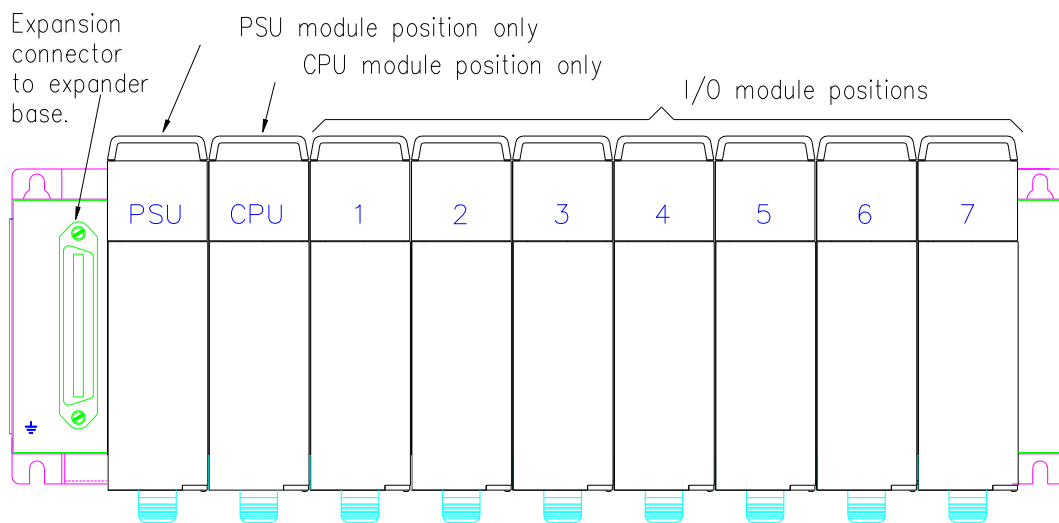 Expansion
connector
to expander
base.
PSU module position only
CPU module position only
I/O module positions
PSU CPU 1 2 3 4 5 6 7